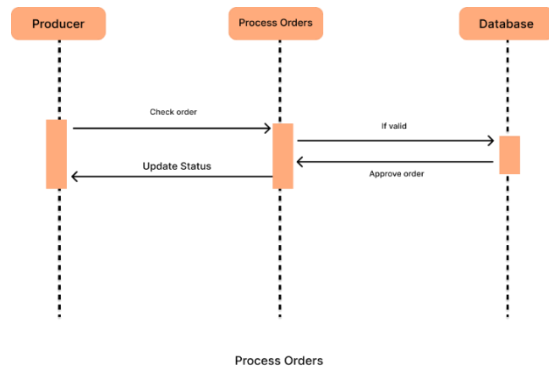 Producer
Process Orders
Database
Check order
If valid
Update Status
Approve order
Process Orders